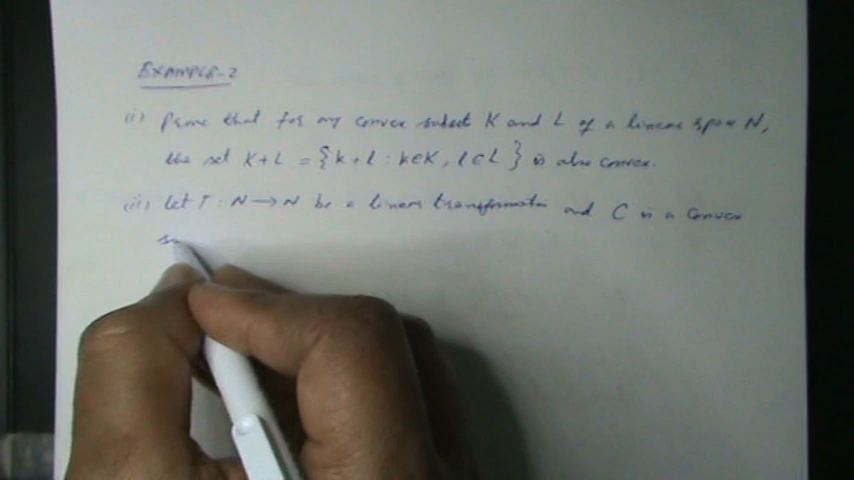 EXAMPLE-2
(i) Prove that for any convex subset K and L of a linear space N,
the set K+L = {k+l : k∈K, l∈L} is also convex.
(ii) Let T : N → N be a linear transformation and C is a convex